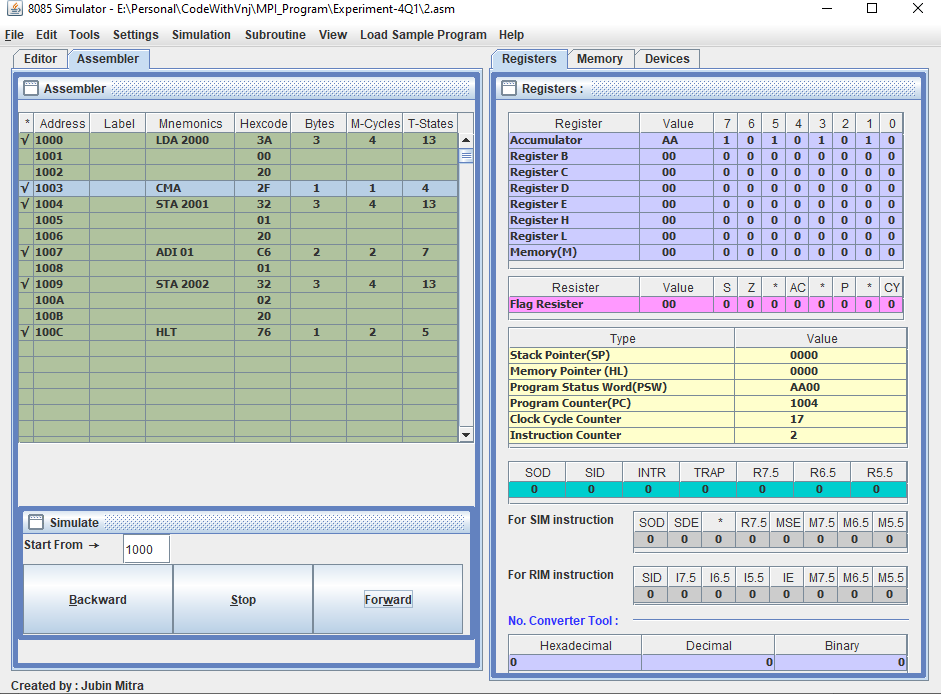 8085 Simulator - E:\Personal\CodeWithVnj\MPI_Program\Experiment-4Q1\2.asm
File Edit Tools Settings Simulation Subroutine View Load Sample Program Help
Editor Assembler
Assembler
* Address Label Mnemonics Hexcode Bytes M-Cycles T-States
√ 1000 LDA 2000 3A 3 4 13
1001 00
1002 20
√ 1003 CMA 2F 1 1 4
√ 1004 STA 2001 32 3 4 13
1005 01
1006 20
√ 1007 ADI 01 C6 2 2 7
1008 01
√ 1009 STA 2002 32 3 4 13
100A 02
100B 20
√ 100C HLT 76 1 2 5
Simulate
Start From → 1000
Backward Stop Forward
Registers Memory Devices
Registers :
Register Value 7 6 5 4 3 2 1 0
Accumulator AA 1 0 1 0 1 0 1 0
Register B 00 0 0 0 0 0 0 0 0
Register C 00 0 0 0 0 0 0 0 0
Register D 00 0 0 0 0 0 0 0 0
Register E 00 0 0 0 0 0 0 0 0
Register H 00 0 0 0 0 0 0 0 0
Register L 00 0 0 0 0 0 0 0 0
Memory(M) 00 0 0 0 0 0 0 0 0
Resister Value S Z * AC * P * CY
Flag Resister 00 0 0 0 0 0 0 0 0
Type Value
Stack Pointer(SP) 0000
Memory Pointer (HL) 0000
Program Status Word(PSW) AA00
Program Counter(PC) 1004
Clock Cycle Counter 17
Instruction Counter 2
SOD SID INTR TRAP R7.5 R6.5 R5.5
0 0 0 0 0 0 0
For SIM instruction
SOD SDE * R7.5 MSE M7.5 M6.5 M5.5
0 0 0 0 0 0 0 0
For RIM instruction
SID I7.5 I6.5 I5.5 IE M7.5 M6.5 M5.5
0 0 0 0 0 0 0 0
No. Converter Tool :
Hexadecimal Decimal Binary
0 0 0
Created by : Jubin Mitra